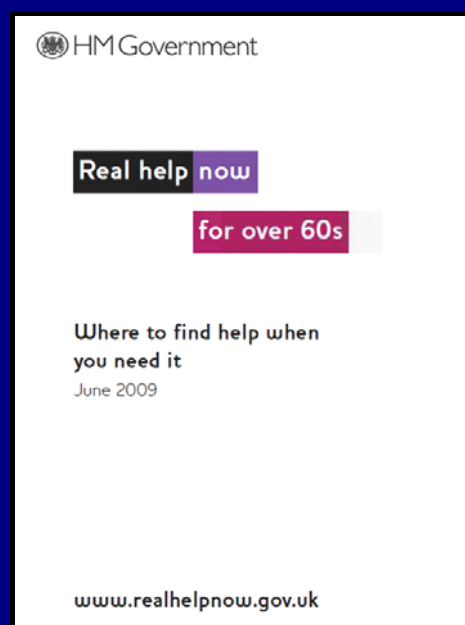 HM Government
Real help now
for over 60s
Where to find help when
you need it
June 2009
www.realhelpnow.gov.uk